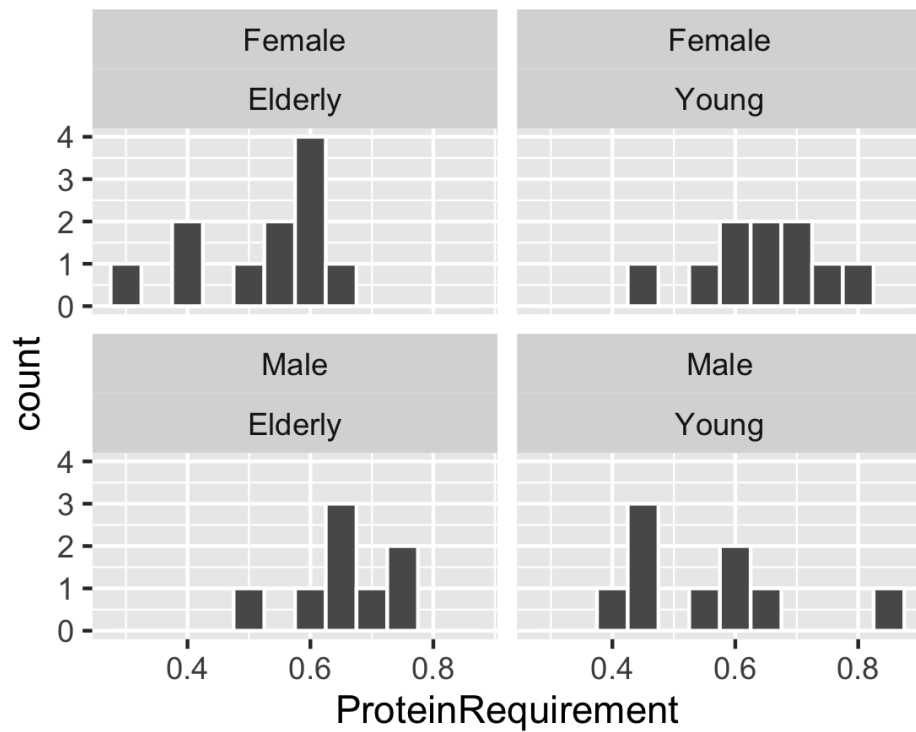 Female Female
Elderly Young
4
3
2
1
0
Male Male
Elderly Young
4
3
2
1
0
0.4 0.6 0.8 0.4 0.6 0.8
ProteinRequirement
count